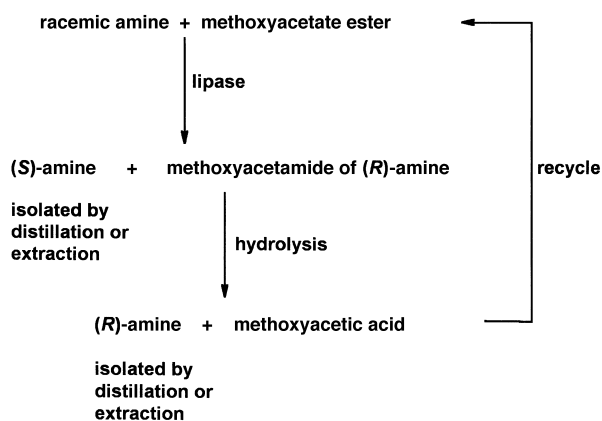 racemic amine + methoxyacetate ester
lipase
(S)-amine + methoxyacetamide of (R)-amine
recycle
isolated by
distillation or
extraction
hydrolysis
(R)-amine + methoxyacetic acid
isolated by
distillation or
extraction